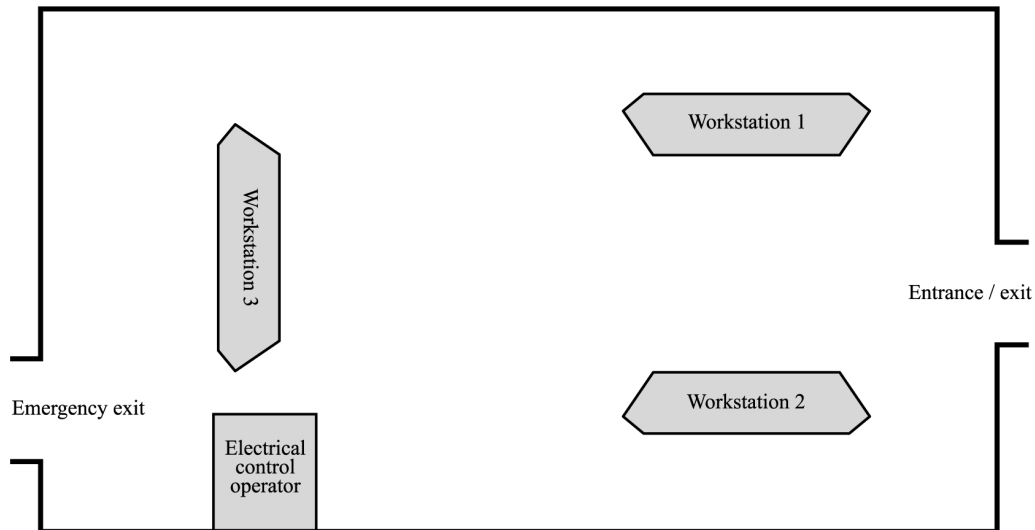 Workstation 1
Workstation 3
Entrance / exit
Workstation 2
Emergency exit
Electrical
control
operator